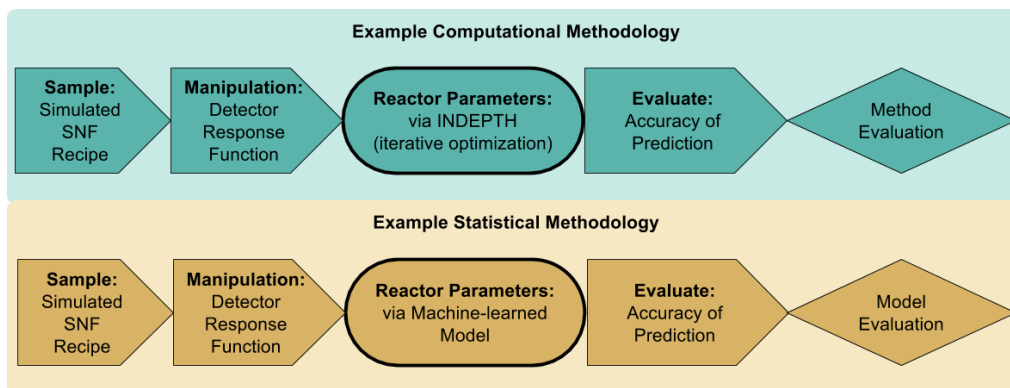 Example Computational Methodology
Sample:
Simulated
SNF
Recipe
Manipulation:
Detector
Response
Function
Reactor Parameters:
via INDEPTH
(iterative optimization)
Evaluate:
Accuracy of
Prediction
Method
Evaluation
Example Statistical Methodology
Sample:
Simulated
SNF
Recipe
Manipulation:
Detector
Response
Function
Reactor Parameters:
via Machine-learned
Model
Evaluate:
Accuracy of
Prediction
Model
Evaluation